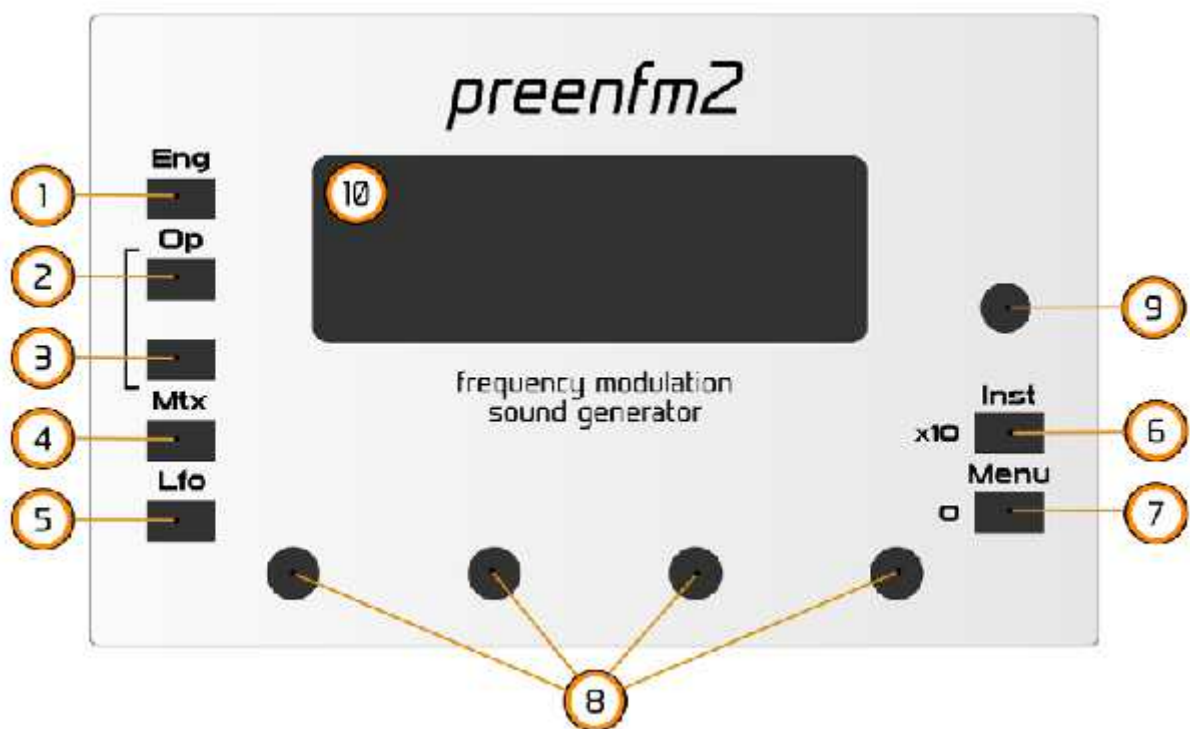 preenfm2
Eng
1
10
Op
2
9
3
frequency modulation
sound generator
Inst
Mtx
x10
6
4
Menu
Lfo
0
7
5
8